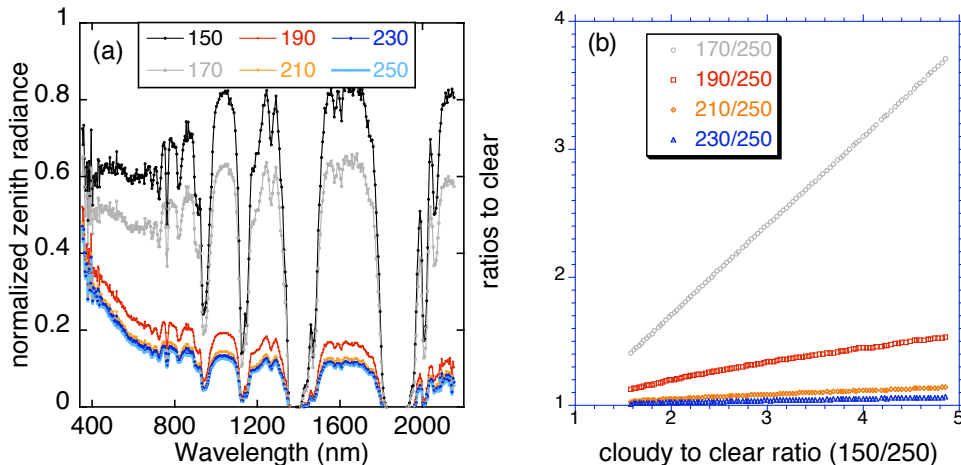 (a)
150 190 230
170 210 250
normalized zenith radiance
1
0.8
0.6
0.4
0.2
0
400 800 1200 1600 2000
Wavelength (nm)
(b)
170/250
190/250
210/250
230/250
ratios to clear
4
3
2
1
1 2 3 4 5
cloudy to clear ratio (150/250)